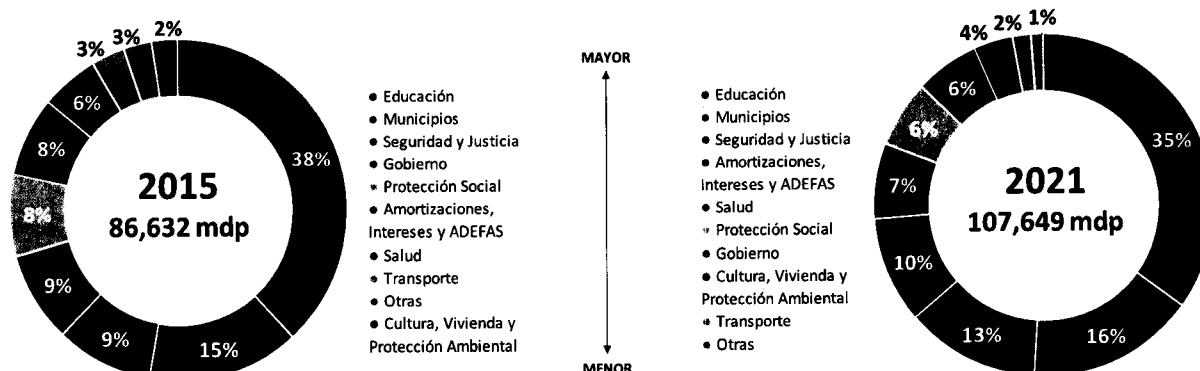 3%
3%
2%
6%
8%
38%
2015
86,632 mdp
8%
9%
9%
15%
• Educación
• Municipios
• Seguridad y Justicia
• Gobierno
• Protección Social
• Amortizaciones,
Intereses y ADEFAS
• Salud
• Transporte
• Otras
• Cultura, Vivienda y
Protección Ambiental
MAYOR
MENOR
• Educación
• Municipios
• Seguridad y Justicia
• Amortizaciones,
Intereses y ADEFAS
• Salud
• Protección Social
• Gobierno
• Cultura, Vivienda y
Protección Ambiental
• Transporte
• Otras
4%
2%
1%
6%
6%
35%
7%
2021
107,649 mdp
10%
13%
16%